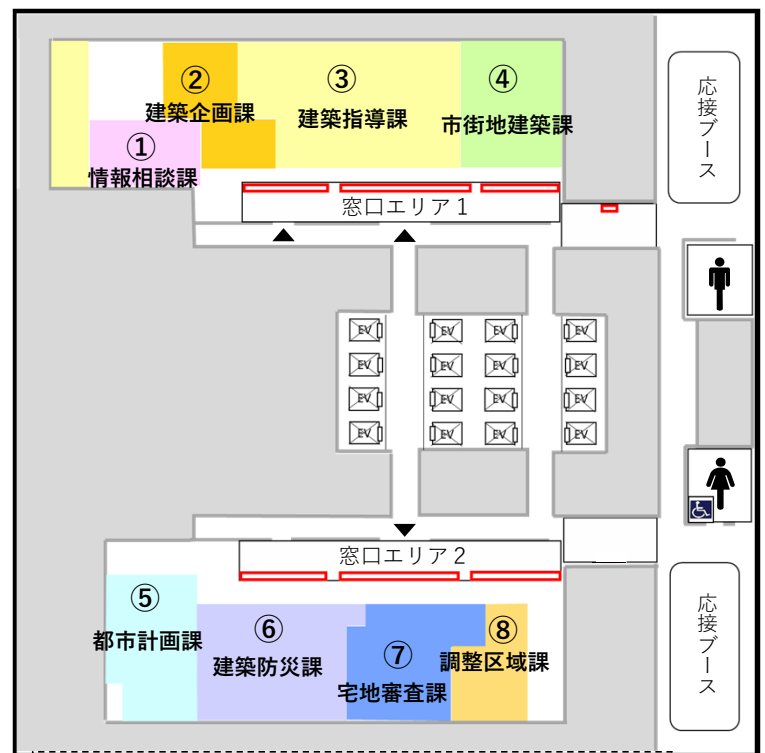 ①
情報相談課
②
建築企画課
③
建築指導課
④
市街地建築課
応接ブース
窓口エリア1
EV EV EV EV
EV EV EV EV
EV EV EV EV
EV EV EV EV
窓口エリア2
⑤
都市計画課
⑥
建築防災課
⑦
宅地審査課
⑧
調整区域課
応接ブース